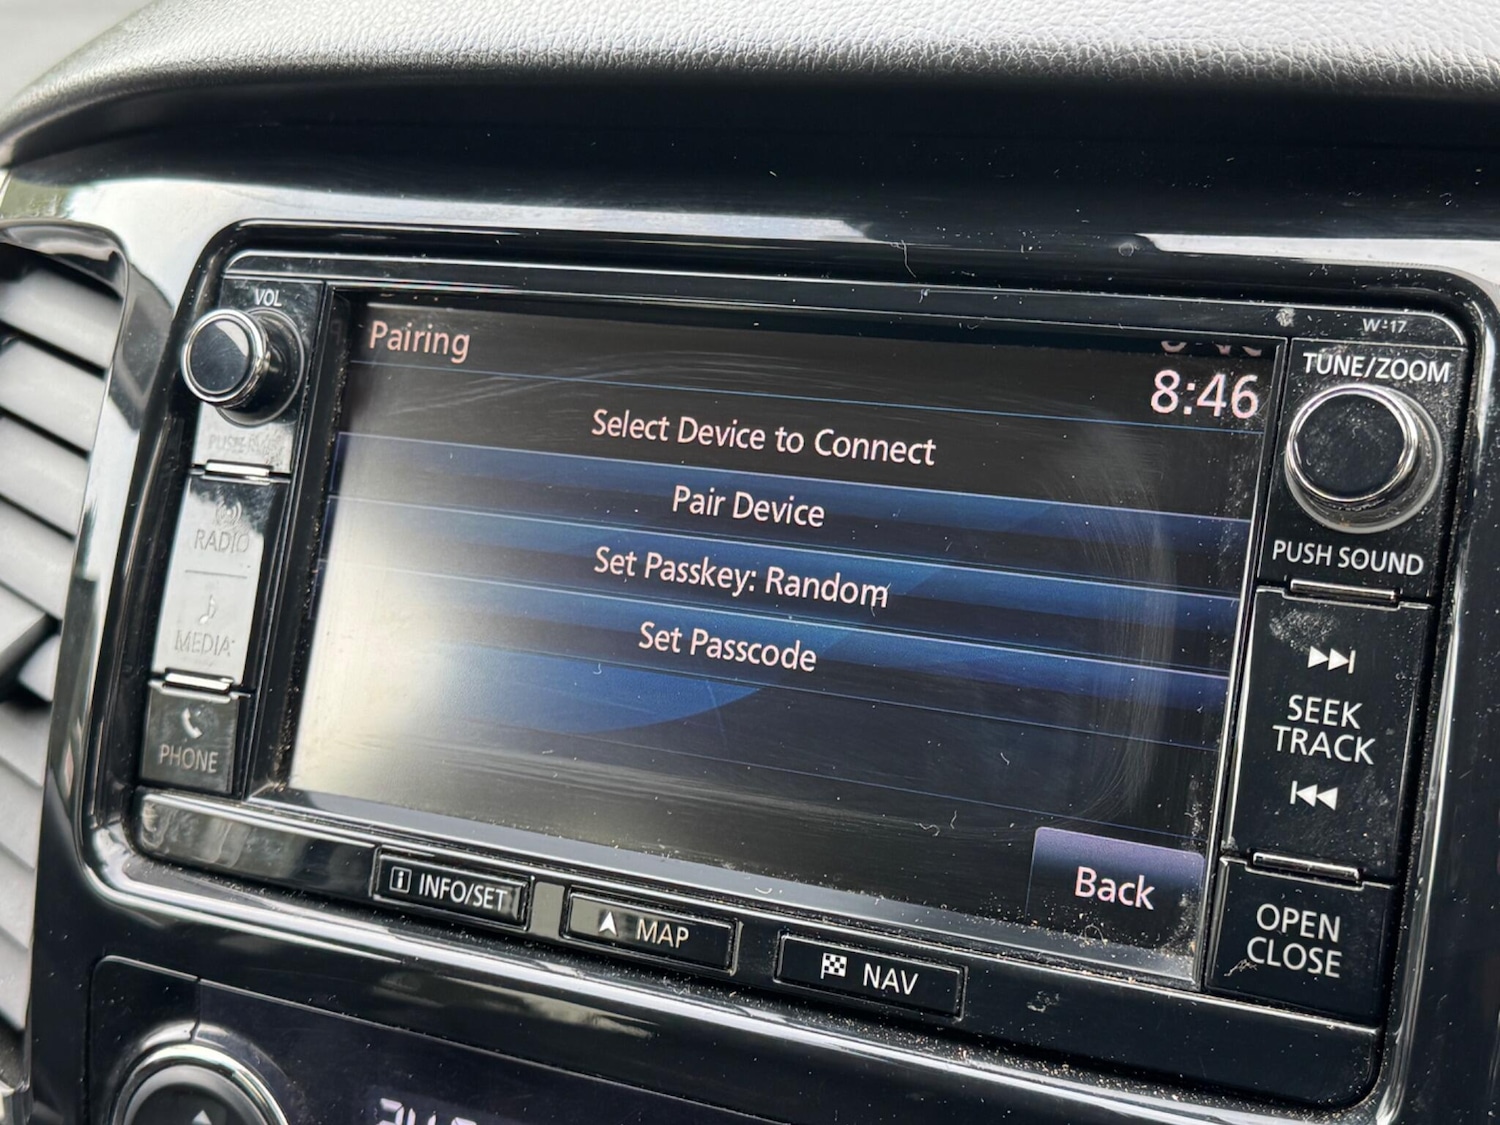 VOL
W-17
Pairing
TUNE/ZOOM
8:46
Select Device to Connect
Pair Device
RADIO
PUSH SOUND
Set Passkey: Random
MEDIA
Set Passcode
SEEK
TRACK
PHONE
Back
INFO/SET
MAP
NAV
OPEN
CLOSE